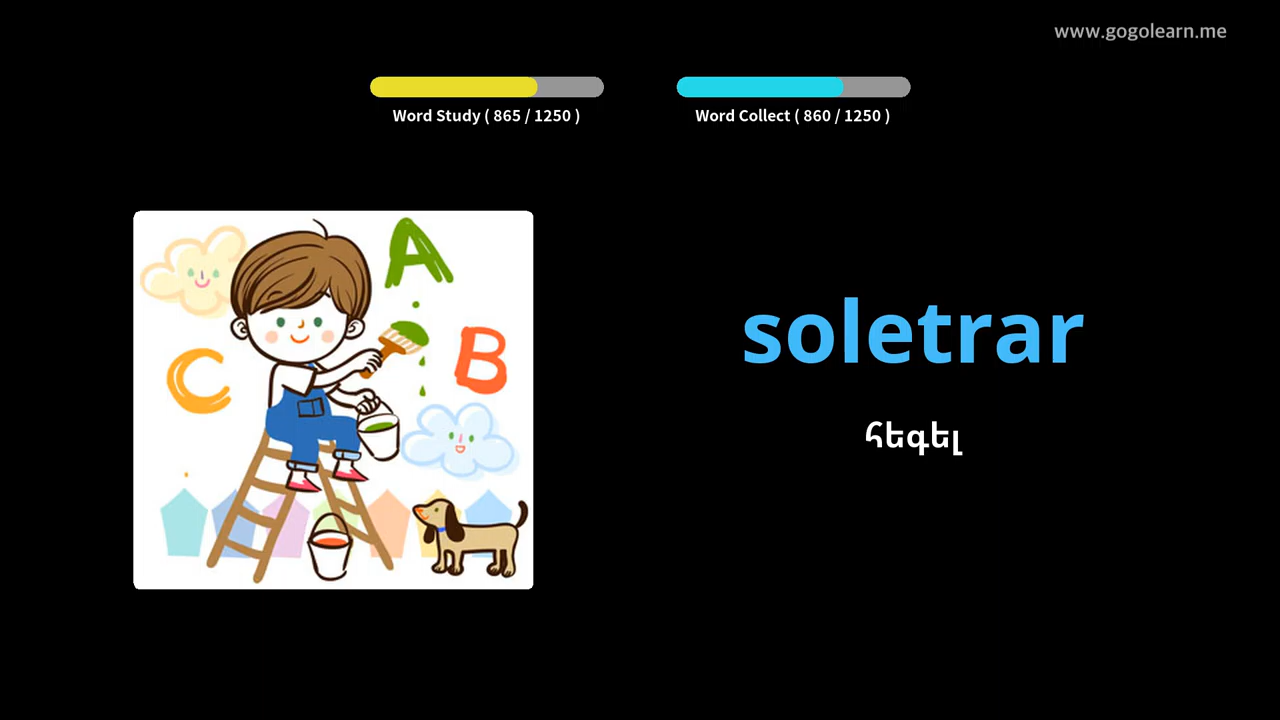 www.gogolearn.me
Word Study ( 865 / 1250 )
Word Collect ( 860 / 1250 )
A
B
C
soletrar
հեգել